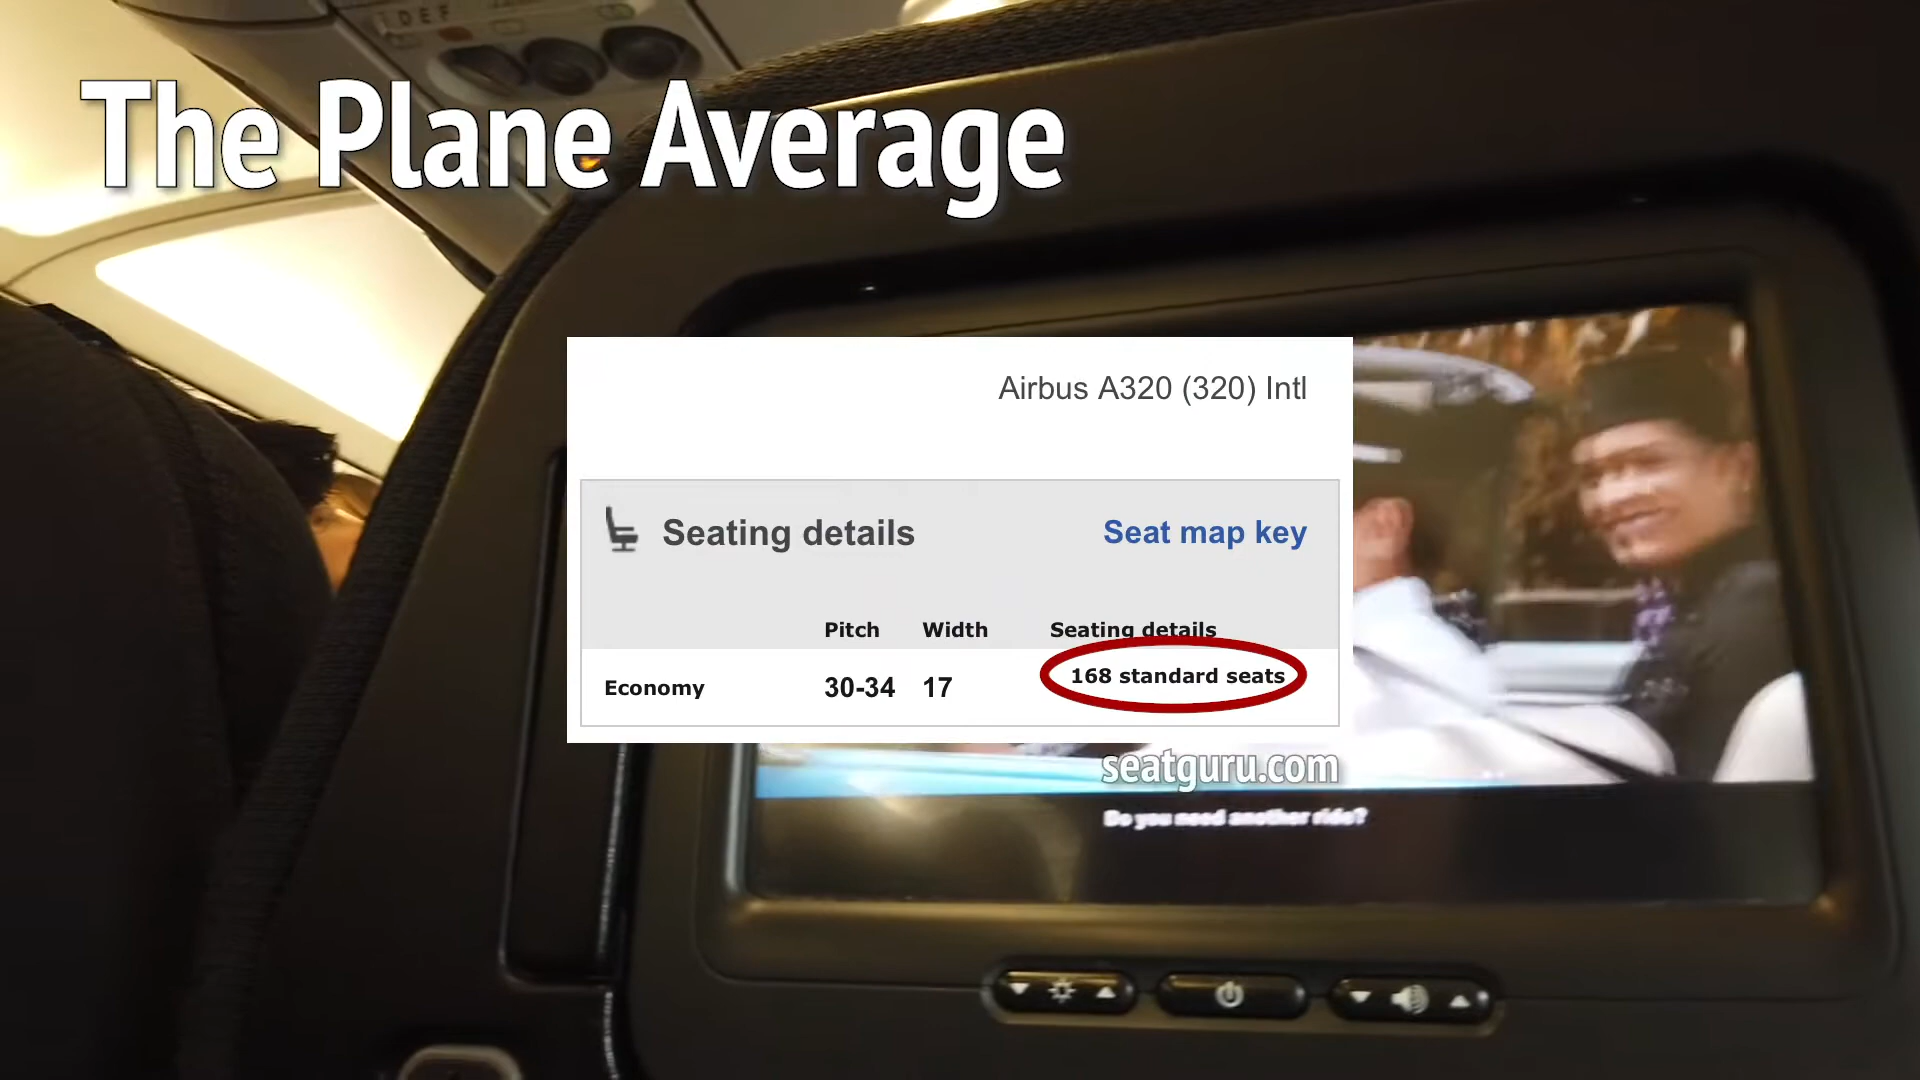 DEF
The Plane Average
Airbus A320 (320) Intl
Seating details
Seat map key
Pitch Width Seating details
Economy 30-34 17 168 standard seats
seatguru.com
Do you need another ride?